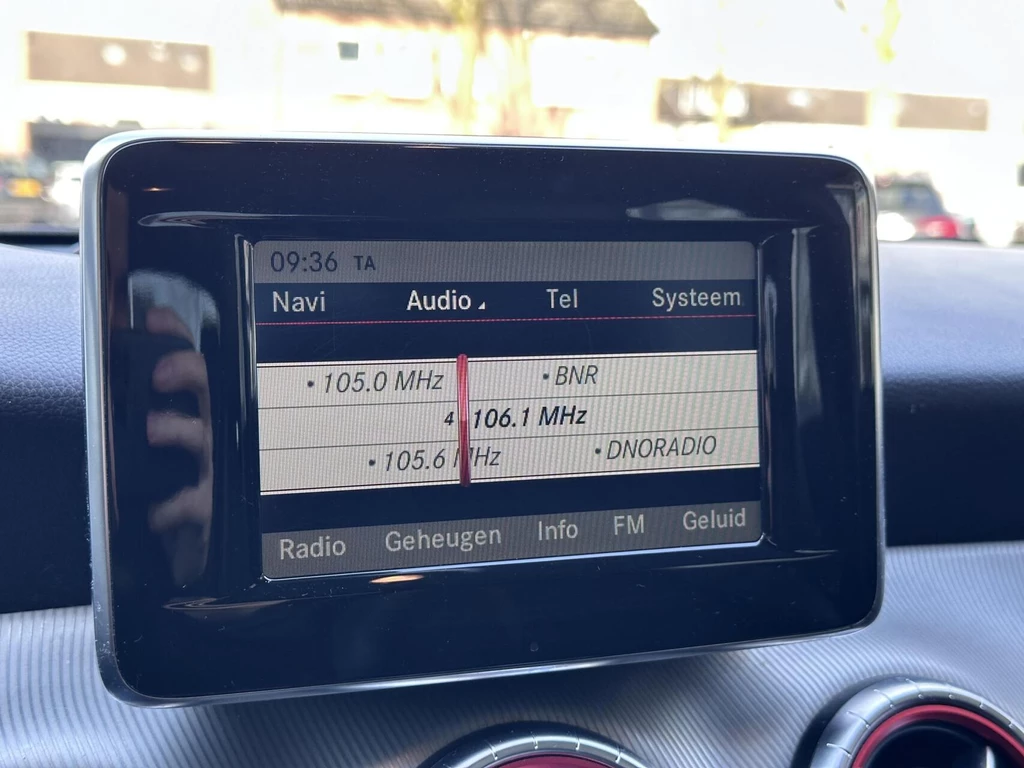 09:36 TA
Navi Audio Tel Systeem
• 105.0 MHz • BNR
4 106.1 MHz
• 105.6 MHz • DNORADIO
Radio Geheugen Info FM Geluid